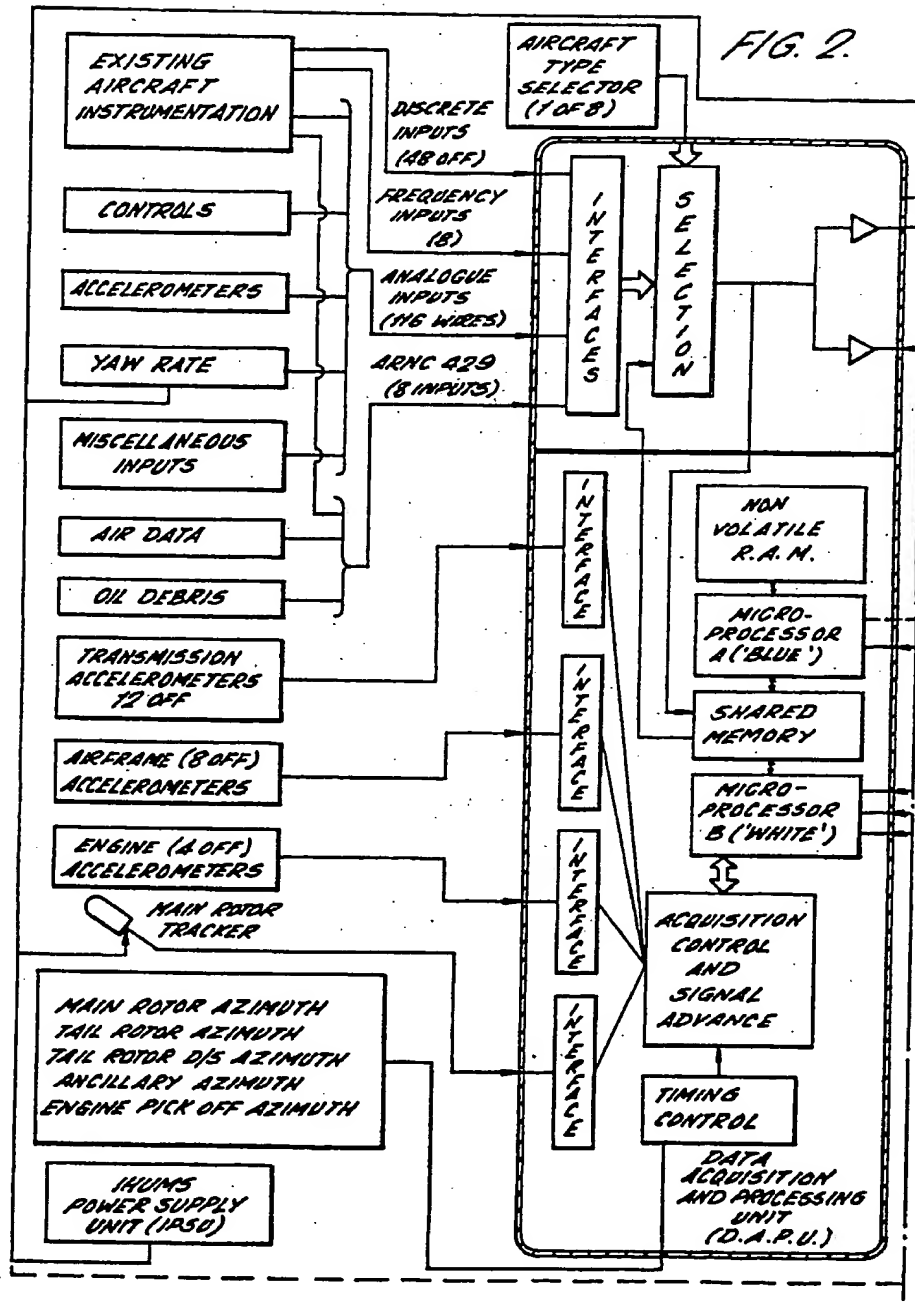 FIG. 2.
EXISTING
AIRCRAFT
INSTRUMENTATION
CONTROLS
ACCELEROMETERS
YAW RATE
MISCELLANEOUS
INPUTS
AIR DATA
OIL DEBRIS
TRANSMISSION
ACCELEROMETERS
12 OFF
AIRFRAME (8 OFF)
ACCELEROMETERS
ENGINE (4 OFF)
ACCELEROMETERS
MAIN ROTOR
TRACKER
MAIN ROTOR AZIMUTH
TAIL ROTOR AZIMUTH
TAIL ROTOR D/S AZIMUTH
ANCILLARY AZIMUTH
ENGINE PICK OFF AZIMUTH
IHUMS
POWER SUPPLY
UNIT (IPSU)
DISCRETE
INPUTS
(48 OFF)
FREQUENCY
INPUTS
(8)
ANALOGUE
INPUTS
(116 WIRES)
ARNC 429
(8 INPUTS)
AIRCRAFT
TYPE
SELECTOR
(1 OF 8)
INTERFACES
SELECTION
INTERFACE
INTERFACE
INTERFACE
INTERFACE
NON
VOLATILE
R.A.M.
MICRO-
PROCESSOR
A ('BLUE')
SHARED
MEMORY
MICRO-
PROCESSOR
B ('WHITE')
ACQUISITION
CONTROL
AND
SIGNAL
ADVANCE
TIMING
CONTROL
DATA
ACQUISITION
AND PROCESSING
UNIT
(D.A.P.U.)